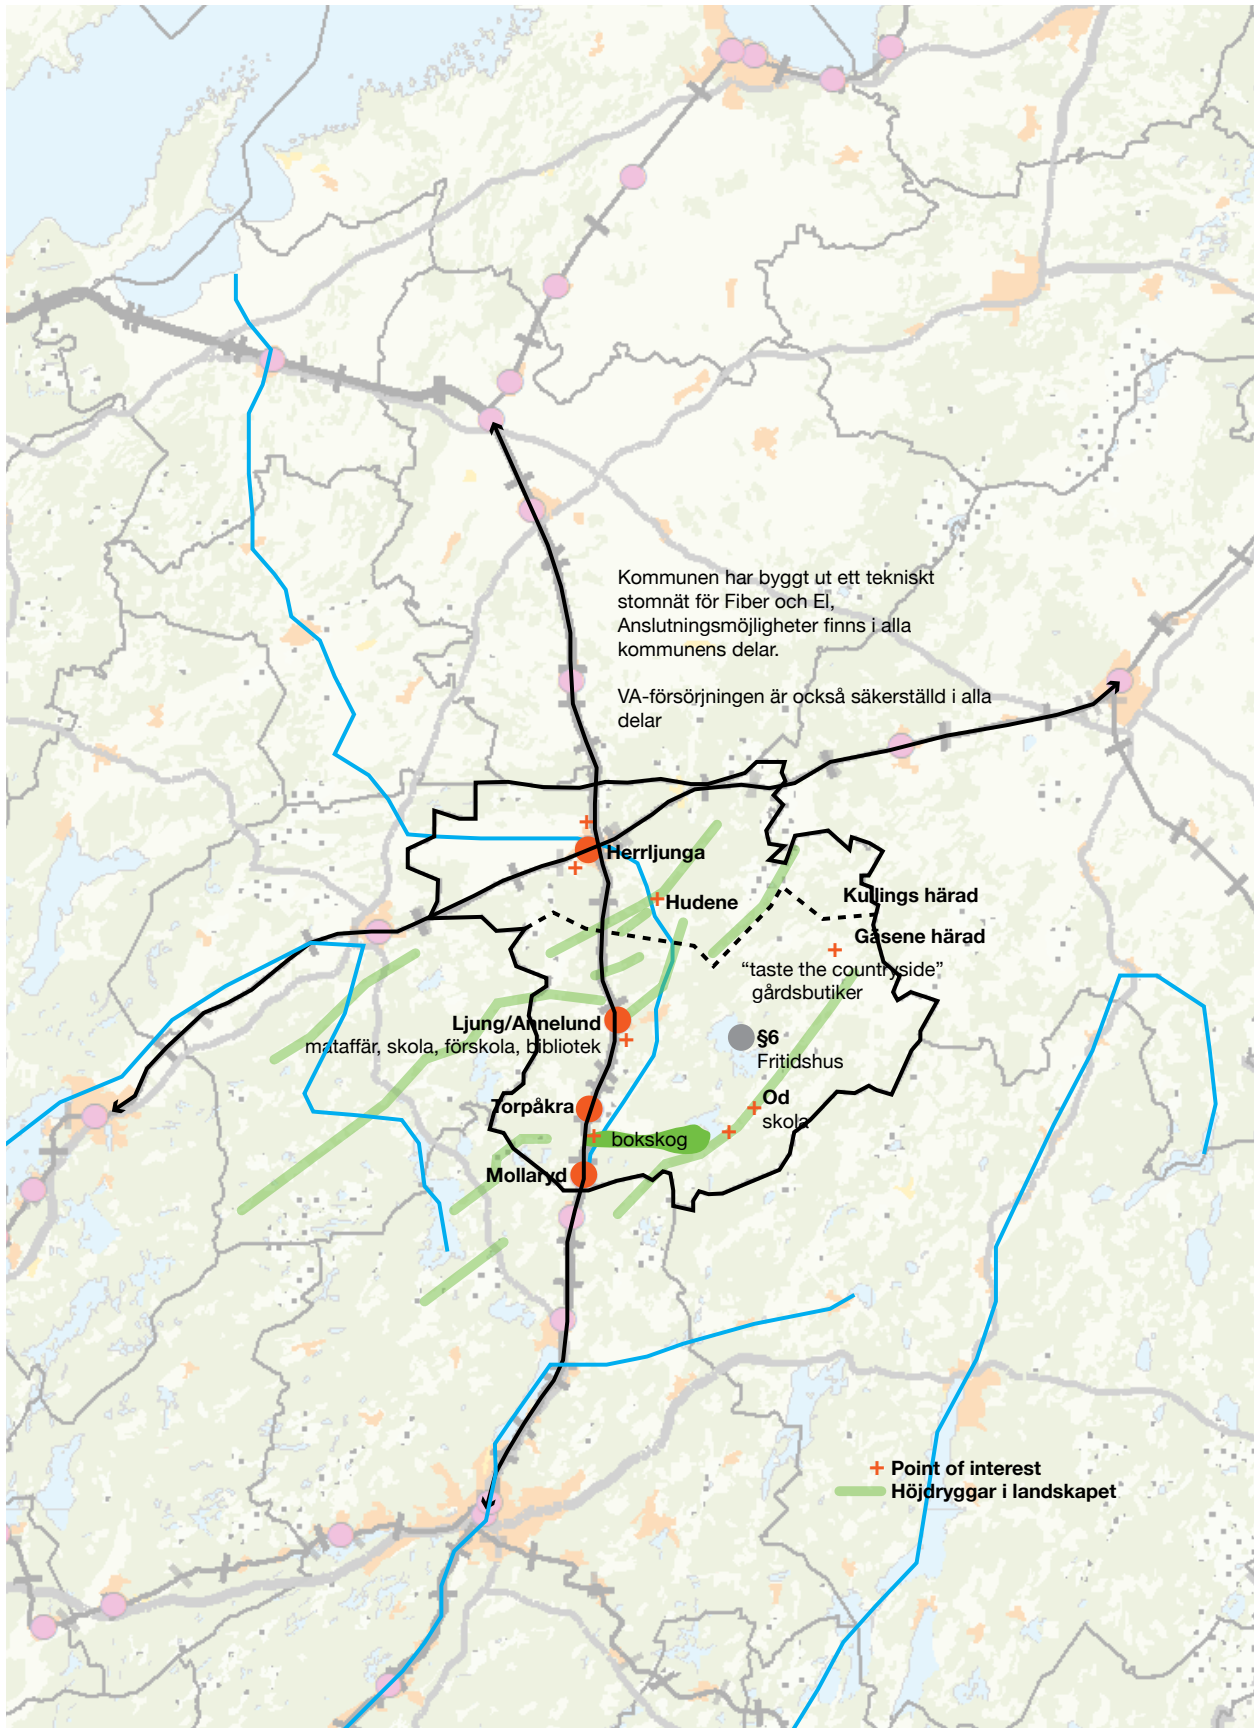 Kommunen har byggt ut ett tekniskt
stomnät för Fiber och El,
Anslutningsmöjligheter finns i alla
kommunens delar.
VA-försörjningen är också säkerställd i alla
delar
Herrljunga
Hudene
Kullings härad
Gäsene härad
“taste the countryside”
gårdsbutiker
Ljung/Annelund
mataffär, skola, förskola, bibliotek
§6
Fritidshus
Torpåkra
Od
skola
bokskog
Mollaryd
Point of interest
Höjdryggar i landskapet